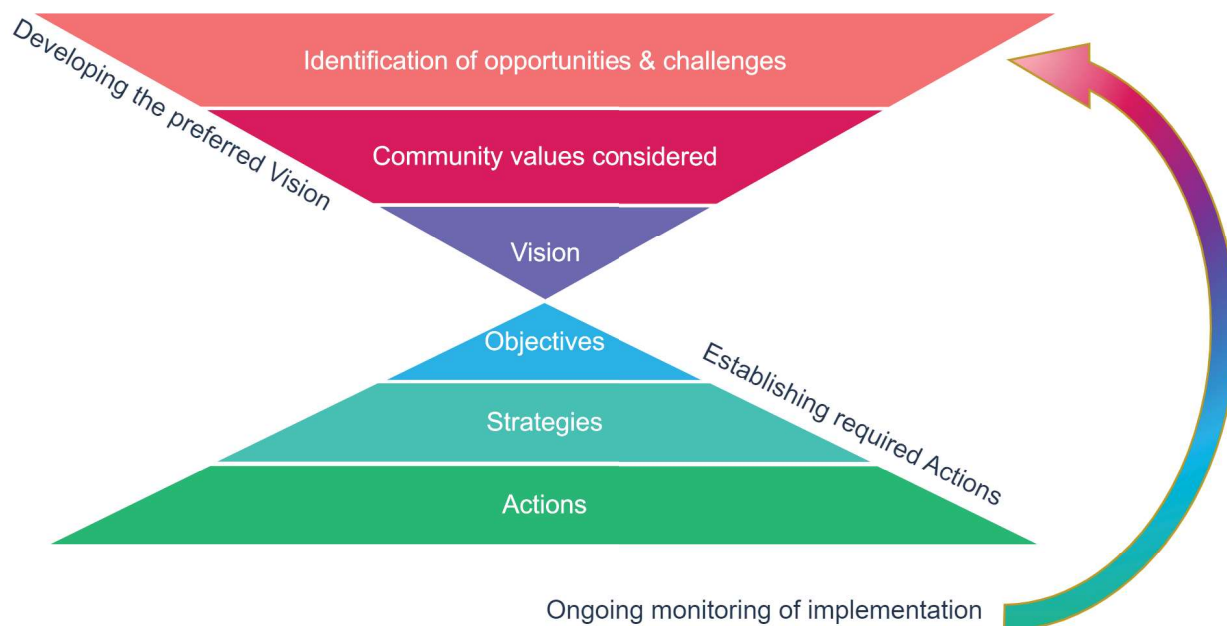 Developing the preferred Vision
Identification of opportunities & challenges
Community values considered
Vision
Objectives
Establishing required Actions
Strategies
Actions
Ongoing monitoring of implementation